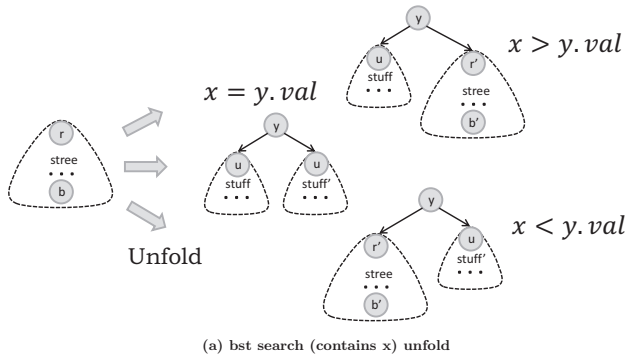 r
stree
• • •
b
Unfold
x = y.val
y
u
stuff
• • •
u
stuff'
• • •
y
u
stuff
• • •
r'
stree
• • •
b'
x > y.val
y
r'
stree
• • •
b'
u
stuff'
• • •
x < y.val
(a) bst search (contains x) unfold